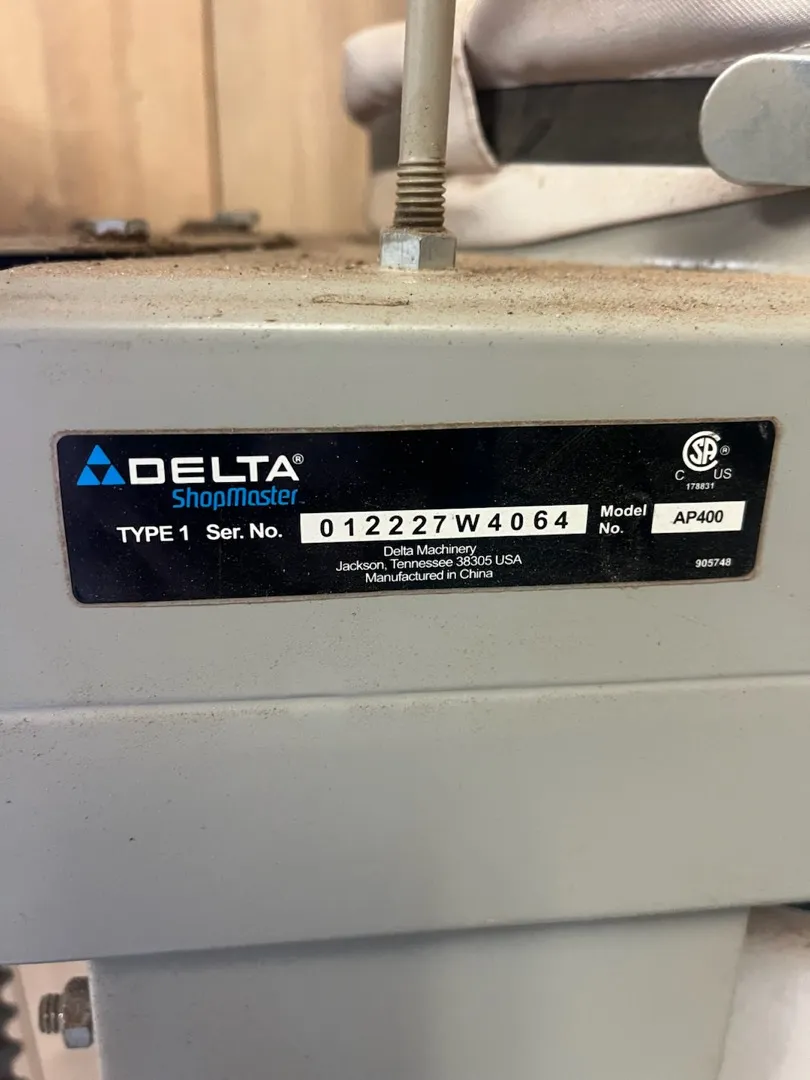 DELTA®
ShopMaster
TYPE 1 Ser. No. 012227W4064 Model No. AP400
Delta Machinery
Jackson, Tennessee 38305 USA
Manufactured in China
SA ®
C US
178831
905748